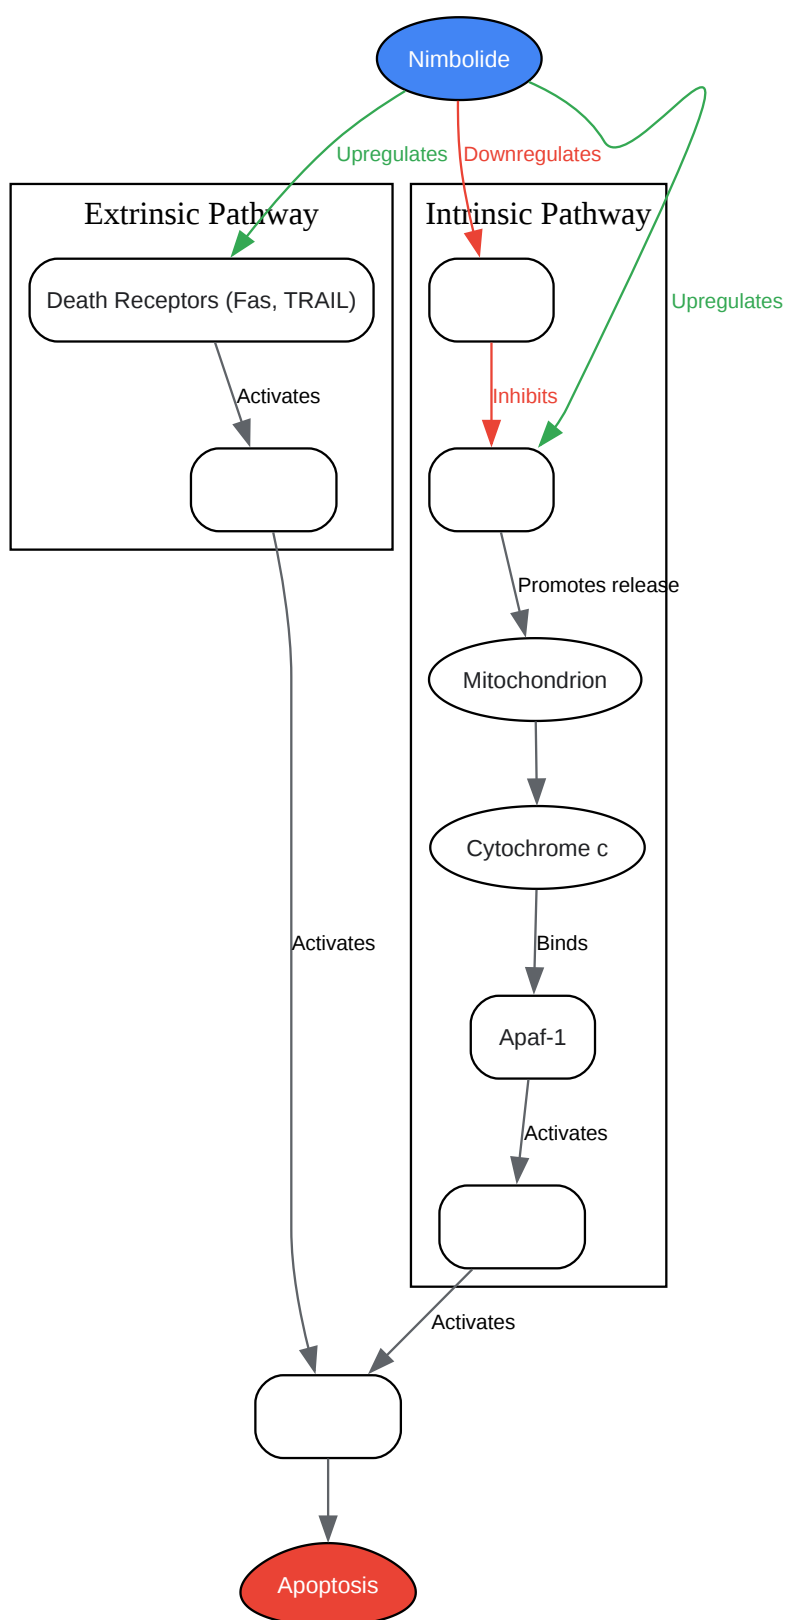 Nimbolide
Upregulates
Downregulates
Extrinsic Pathway
Intrinsic Pathway
Death Receptors (Fas, TRAIL)
Upregulates
Activates
Inhibits
Promotes release
Mitochondrion
Cytochrome c
Activates
Binds
Apaf-1
Activates
Activates
Apoptosis